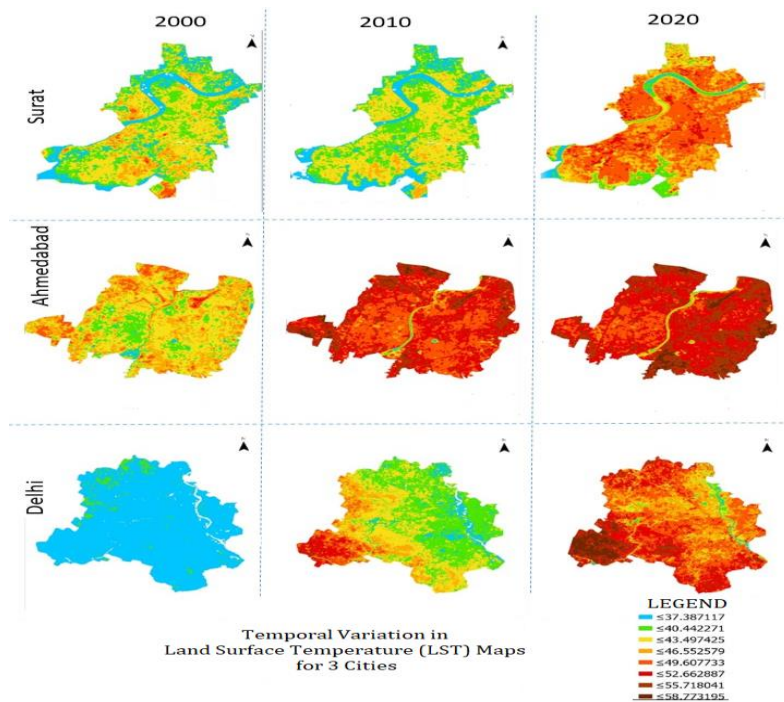 2000 2010 2020
Surat
Ahmedabad
Delhi
Temporal Variation in
Land Surface Temperature (LST) Maps
for 3 Cities
LEGEND
≤37.387117
≤40.442271
≤43.497425
≤46.552579
≤49.607733
≤52.662887
≤55.718041
≤58.773195